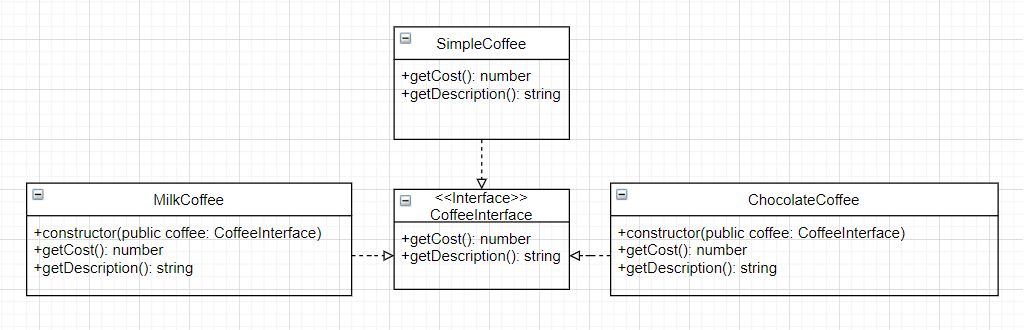 SimpleCoffee
+getCost(): number
+getDescription(): string
MilkCoffee
+constructor(public coffee: CoffeeInterface)
+getCost(): number
+getDescription(): string
<<Interface>>
CoffeeInterface
+getCost(): number
+getDescription(): string
ChocolateCoffee
+constructor(public coffee: CoffeeInterface)
+getCost(): number
+getDescription(): string